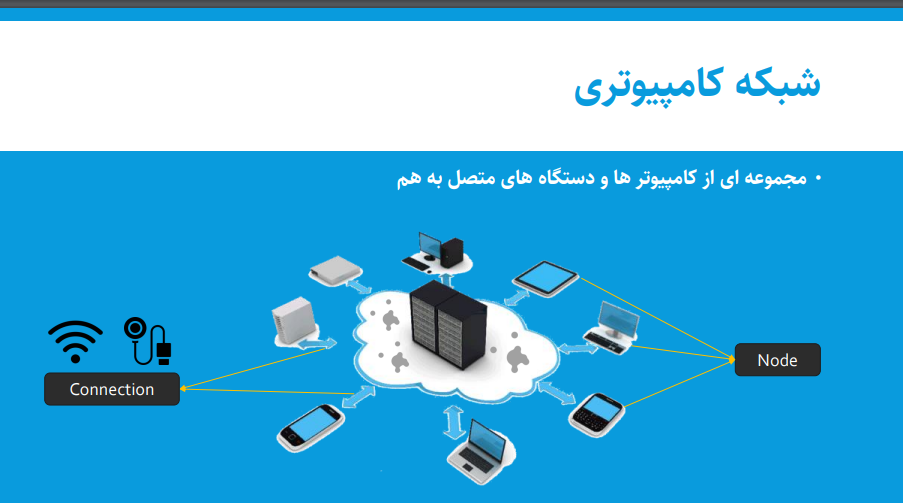 شبکه کامپیوتری
• مجموعه ای از کامپیوتر ها و دستگاه های متصل به هم
Node
Connection